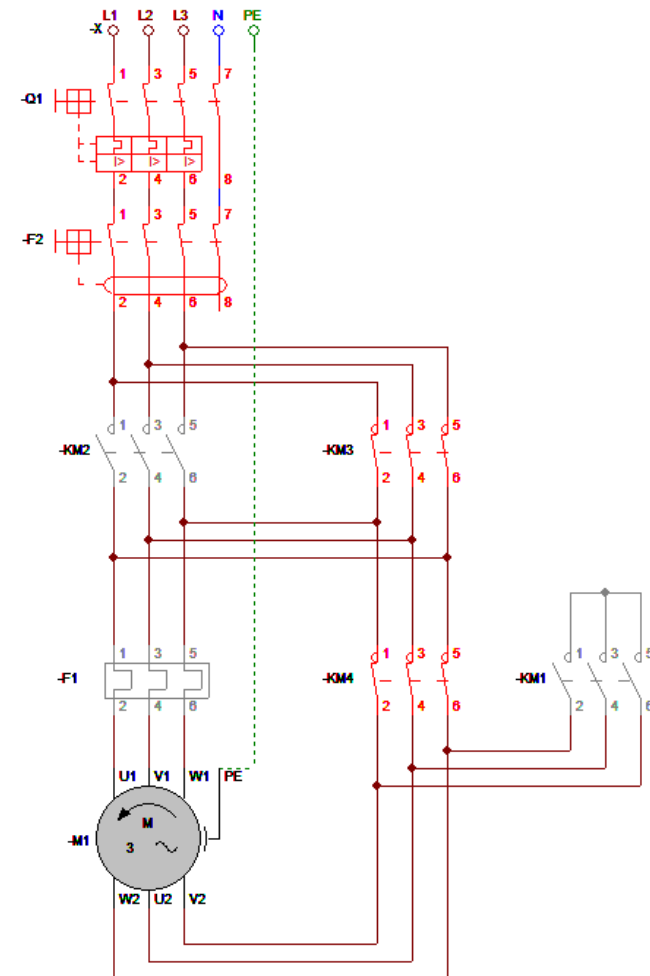 L1 L2 L3 N PE
-X
1 3 5 7
-Q1
I> I> I>
2 4 6 8
1 3 5 7
-F2
2 4 6 8
1 3 5 1 3 5
-KM2 -KM3
2 4 6 2 4 6
1 3 5 1 3 5 1 3 5
-F1 -KM4 -KM1
2 4 6 2 4 6 2 4 6
U1 V1 W1 PE
M
-M1
3
W2 U2 V2